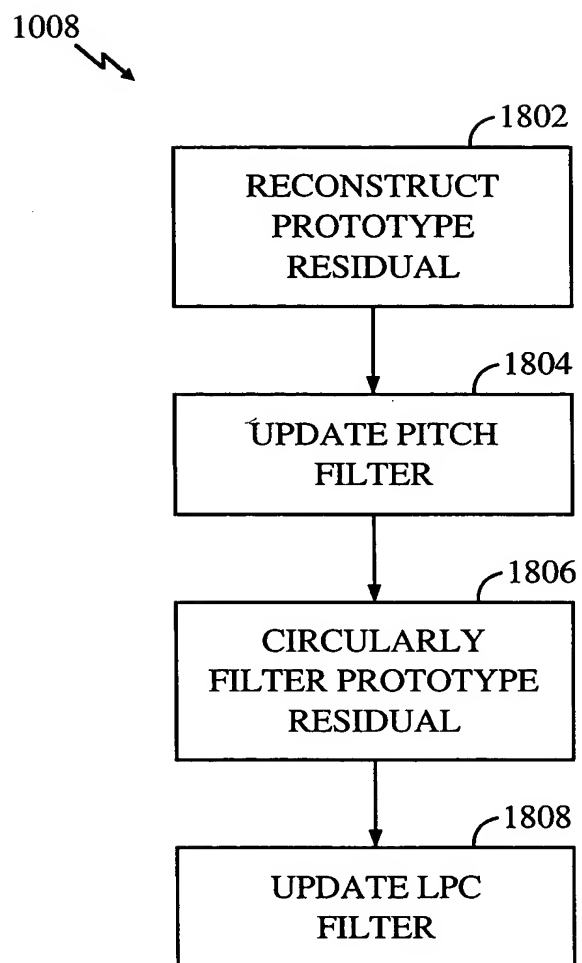 1008
1802
RECONSTRUCT
PROTOTYPE
RESIDUAL
1804
UPDATE PITCH
FILTER
1806
CIRCULARLY
FILTER PROTOTYPE
RESIDUAL
1808
UPDATE LPC
FILTER